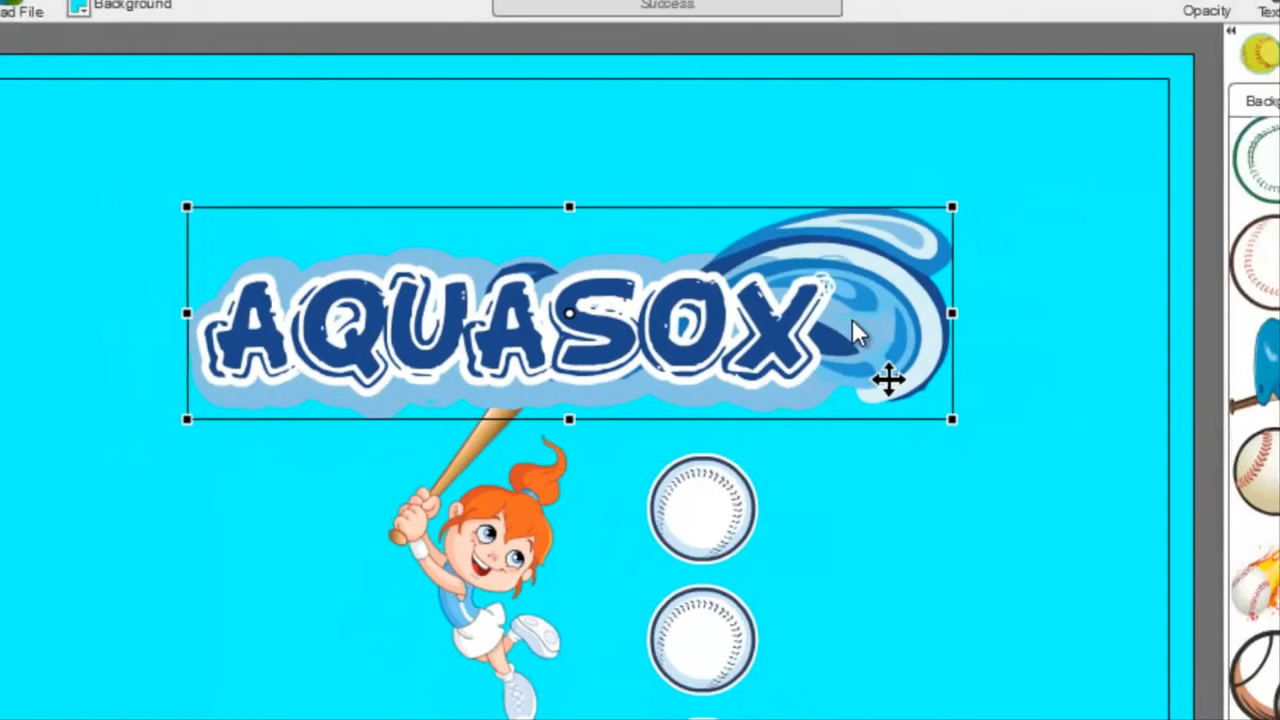 ad File
Background
Success.
Opacity
Tex
Backg
AQUASOX